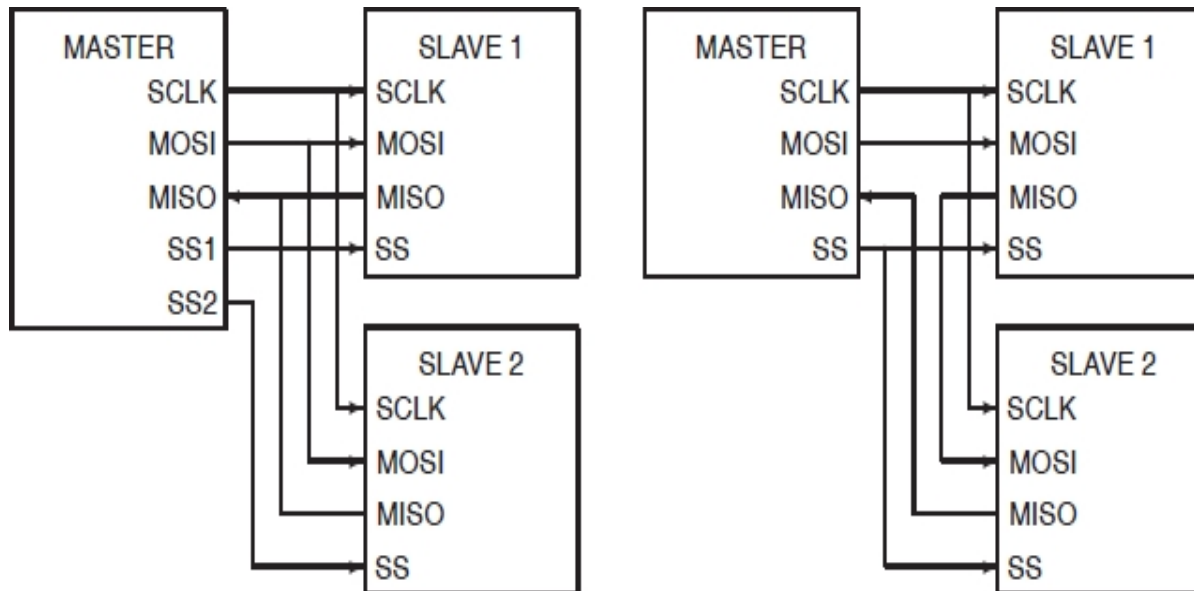 MASTER
SCLK
MOSI
MISO
SS1
SS2
SLAVE 1
SCLK
MOSI
MISO
SS
SLAVE 2
SCLK
MOSI
MISO
SS
MASTER
SCLK
MOSI
MISO
SS
SLAVE 1
SCLK
MOSI
MISO
SS
SLAVE 2
SCLK
MOSI
MISO
SS